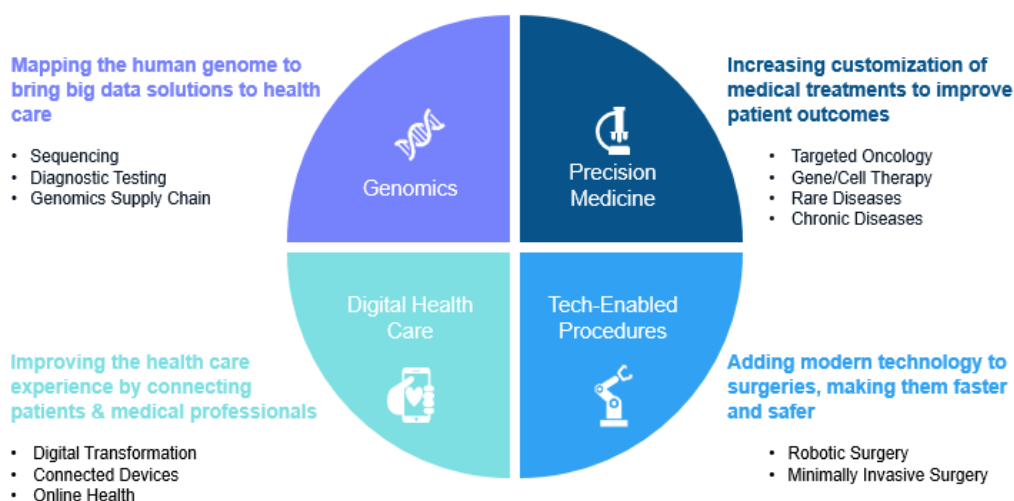 Mapping the human genome to
bring big data solutions to health
care
• Sequencing
• Diagnostic Testing
• Genomics Supply Chain
Genomics
Precision
Medicine
Increasing customization of
medical treatments to improve
patient outcomes
• Targeted Oncology
• Gene/Cell Therapy
• Rare Diseases
• Chronic Diseases
Improving the health care
experience by connecting
patients & medical professionals
• Digital Transformation
• Connected Devices
• Online Health
Digital Health
Care
Tech-Enabled
Procedures
Adding modern technology to
surgeries, making them faster
and safer
• Robotic Surgery
• Minimally Invasive Surgery